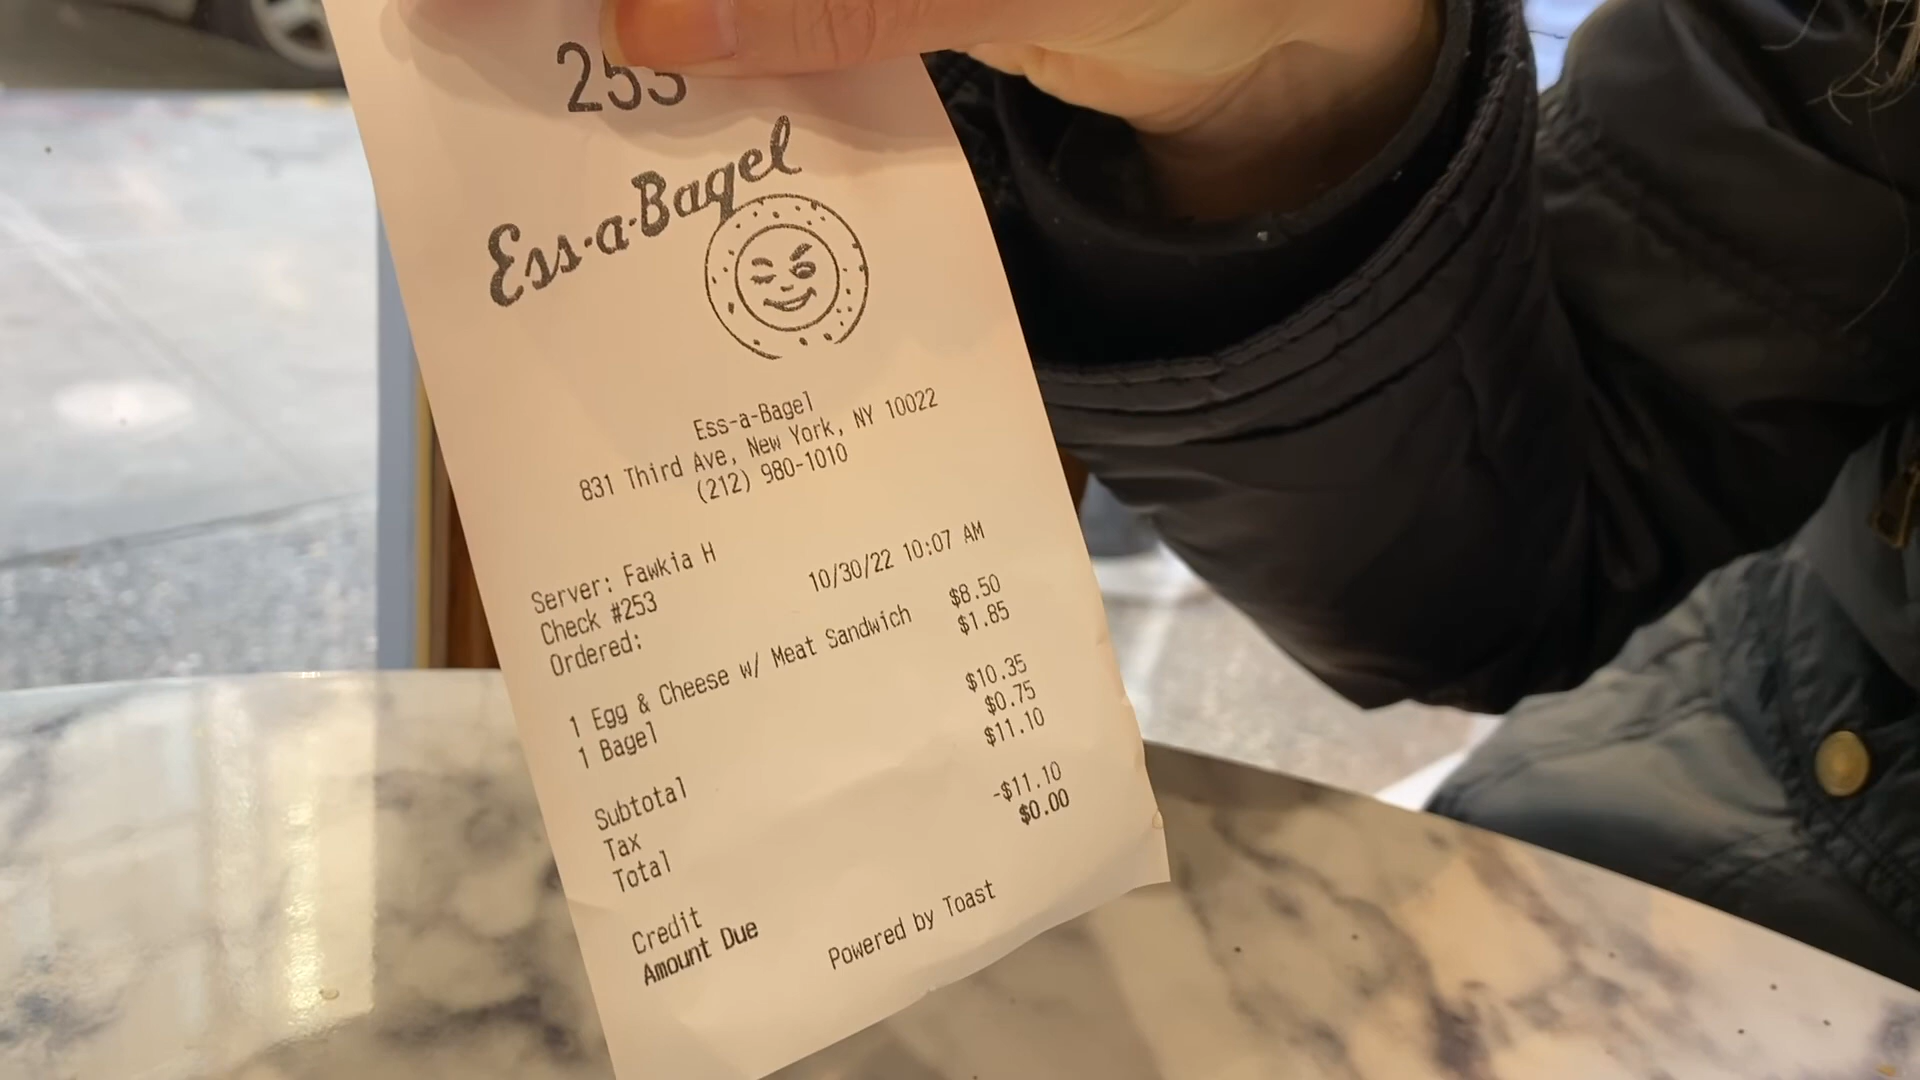 253
Ess-a-Bagel
Ess-a-Bagel
831 Third Ave, New York, NY 10022
(212) 980-1010
Server: Fawkia H
Check #253
Ordered: 10/30/22 10:07 AM
1 Egg & Cheese w/ Meat Sandwich $8.50
1 Bagel $1.85
Subtotal $10.35
Tax $0.75
Total $11.10
Credit -$11.10
Amount Due $0.00
Powered by Toast